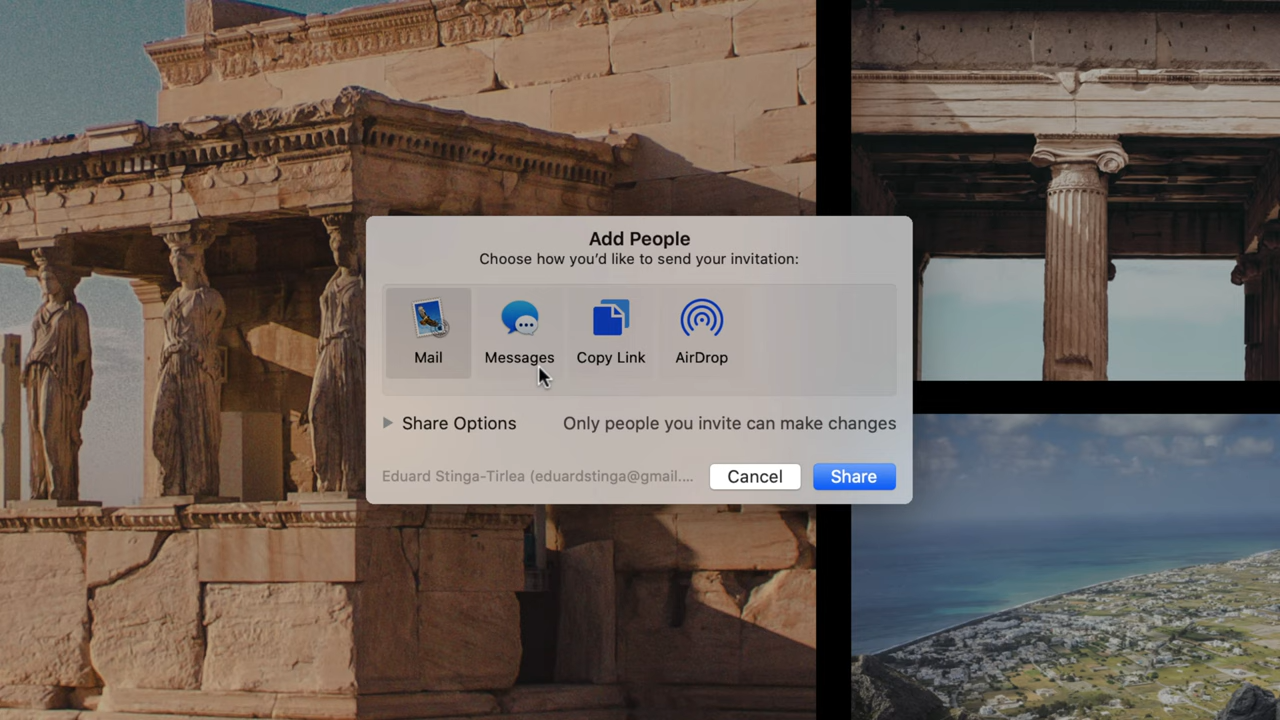 Add People
Choose how you’d like to send your invitation:
Mail
Messages
Copy Link
AirDrop
Share Options
Only people you invite can make changes
Eduard Stinga-Tirlea (eduardstinga@gmail....
Cancel
Share